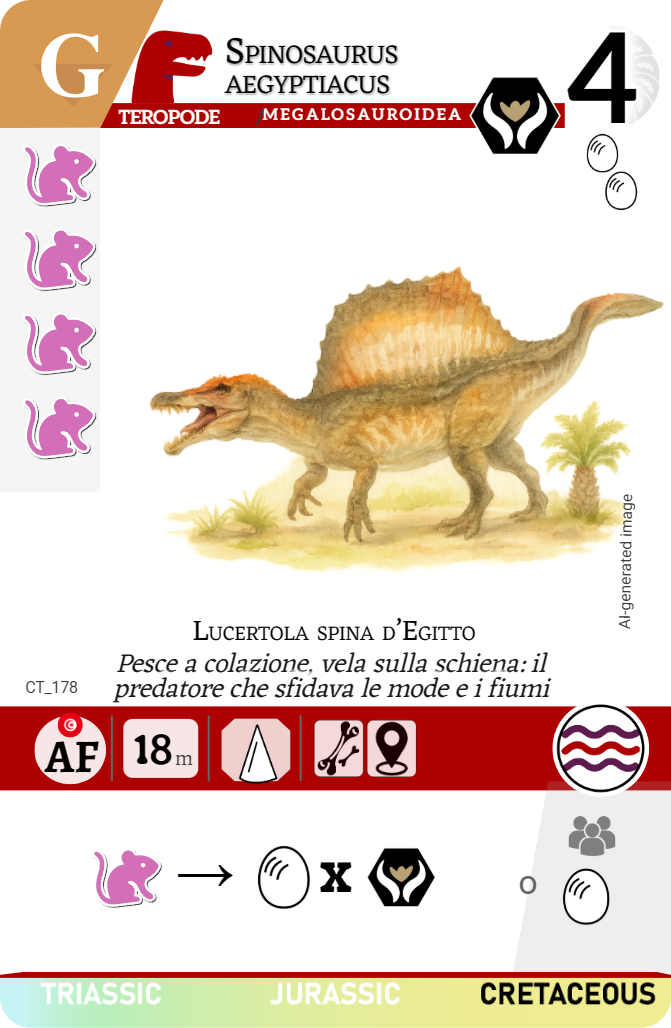 G
SPINOSAURUS
AEGYPTIACUS
4
TEROPODE /MEGALOSAUROIDEA
AI-generated image
LUCERTOLA SPINA D'EGITTO
Pesce a colazione, vela sulla schiena: il
predatore che sfidava le mode e i fiumi
CT_178
AF
18m
x
o
TRIASSIC JURASSIC CRETACEOUS